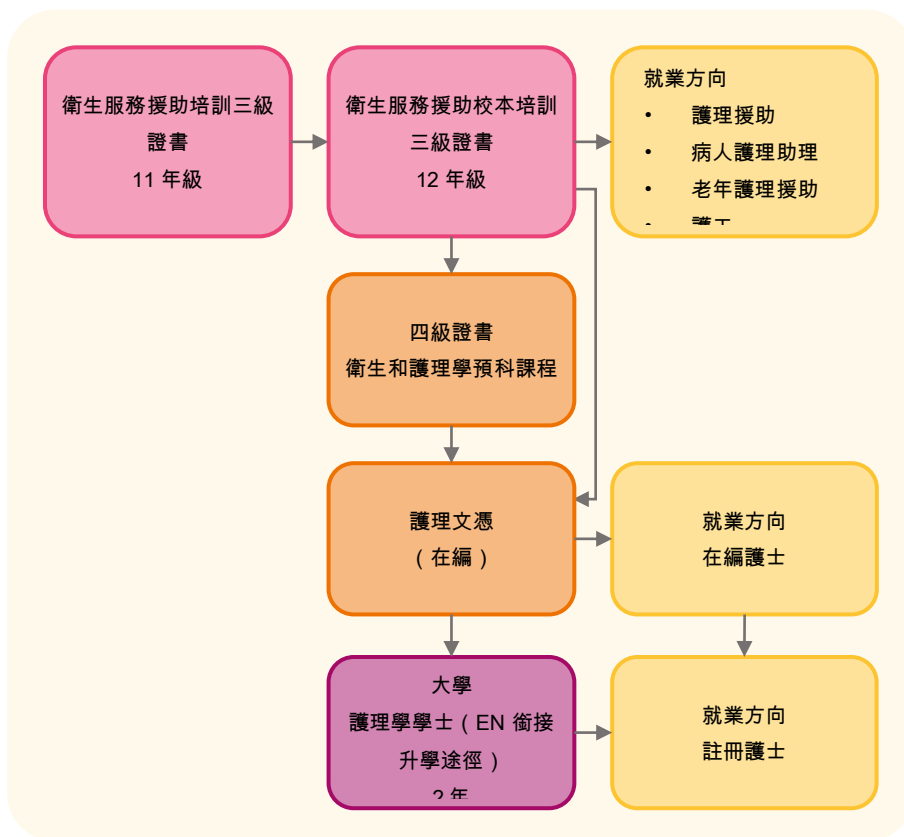 衛生服務援助培訓三級
證書
11 年級
衛生服務援助校本培訓
三級證書
12 年級
就業方向
• 護理援助
• 病人護理助理
• 老年護理援助
• 護工
四級證書
衛生和護理學預科課程
護理文憑
（在編）
就業方向
在編護士
大學
護理學學士（EN 銜接
升學途徑）
2 年
就業方向
註冊護士